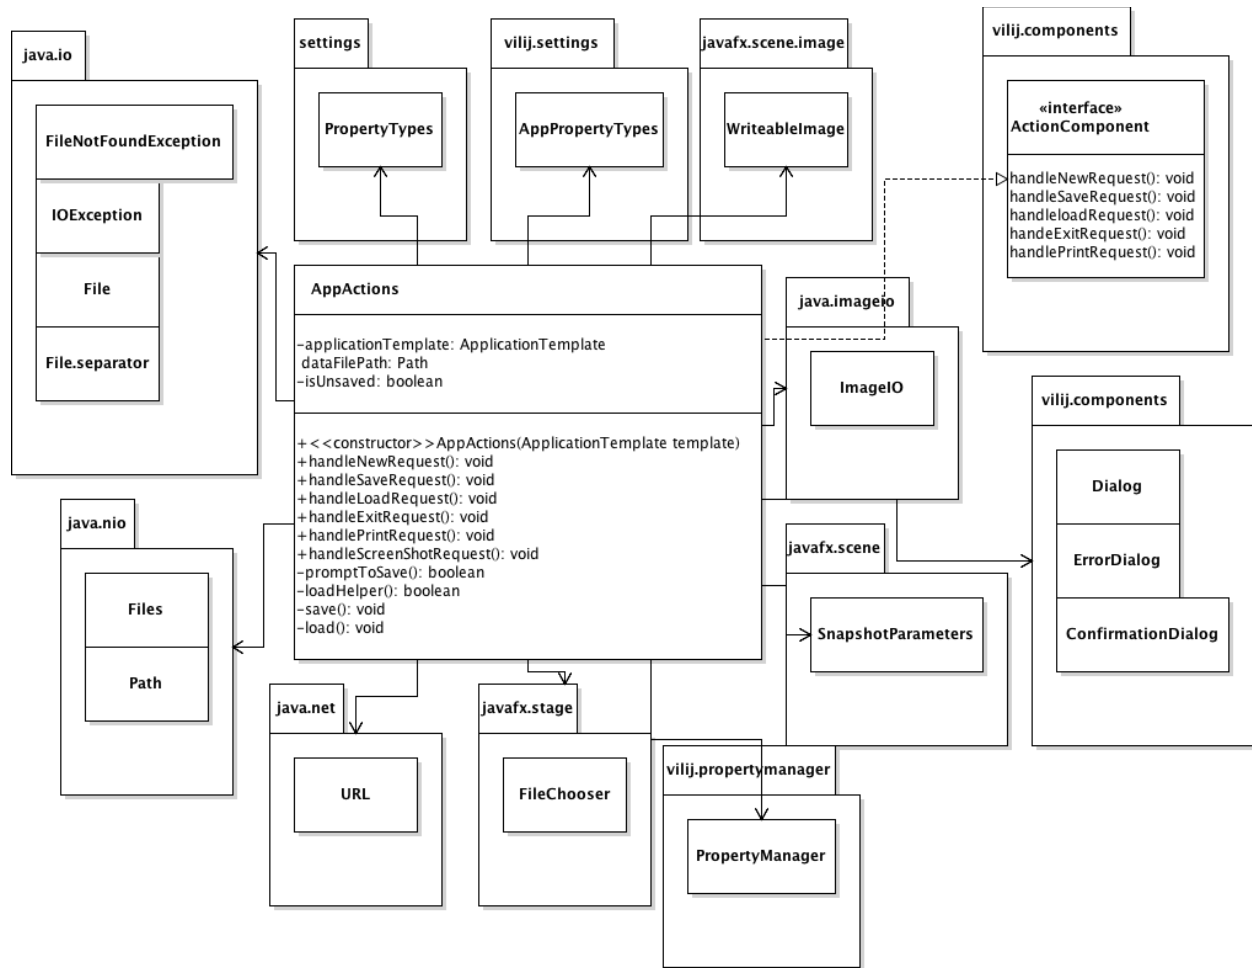 java.io
FileNotFoundException
IOException
File
File.separator
settings
PropertyTypes
vilij.settings
AppPropertyTypes
javafx.scene.image
WriteableImage
vilij.components
«interface»
ActionComponent
handleNewRequest(): void
handleSaveRequest(): void
handleloadRequest(): void
handeExitRequest(): void
handlePrintRequest(): void
AppActions
-applicationTemplate: ApplicationTemplate
dataFilePath: Path
-isUnsaved: boolean
+<<constructor>>AppActions(ApplicationTemplate template)
+handleNewRequest(): void
+handleSaveRequest(): void
+handleLoadRequest(): void
+handleExitRequest(): void
+handlePrintRequest(): void
+handleScreenShotRequest(): void
-promptToSave(): boolean
-loadHelper(): boolean
-save(): void
-load(): void
java.imageio
ImageIO
vilij.components
Dialog
ErrorDialog
ConfirmationDialog
java.nio
Files
Path
javafx.scene
SnapshotParameters
java.net
URL
javafx.stage
FileChooser
vilij.propertymanager
PropertyManager